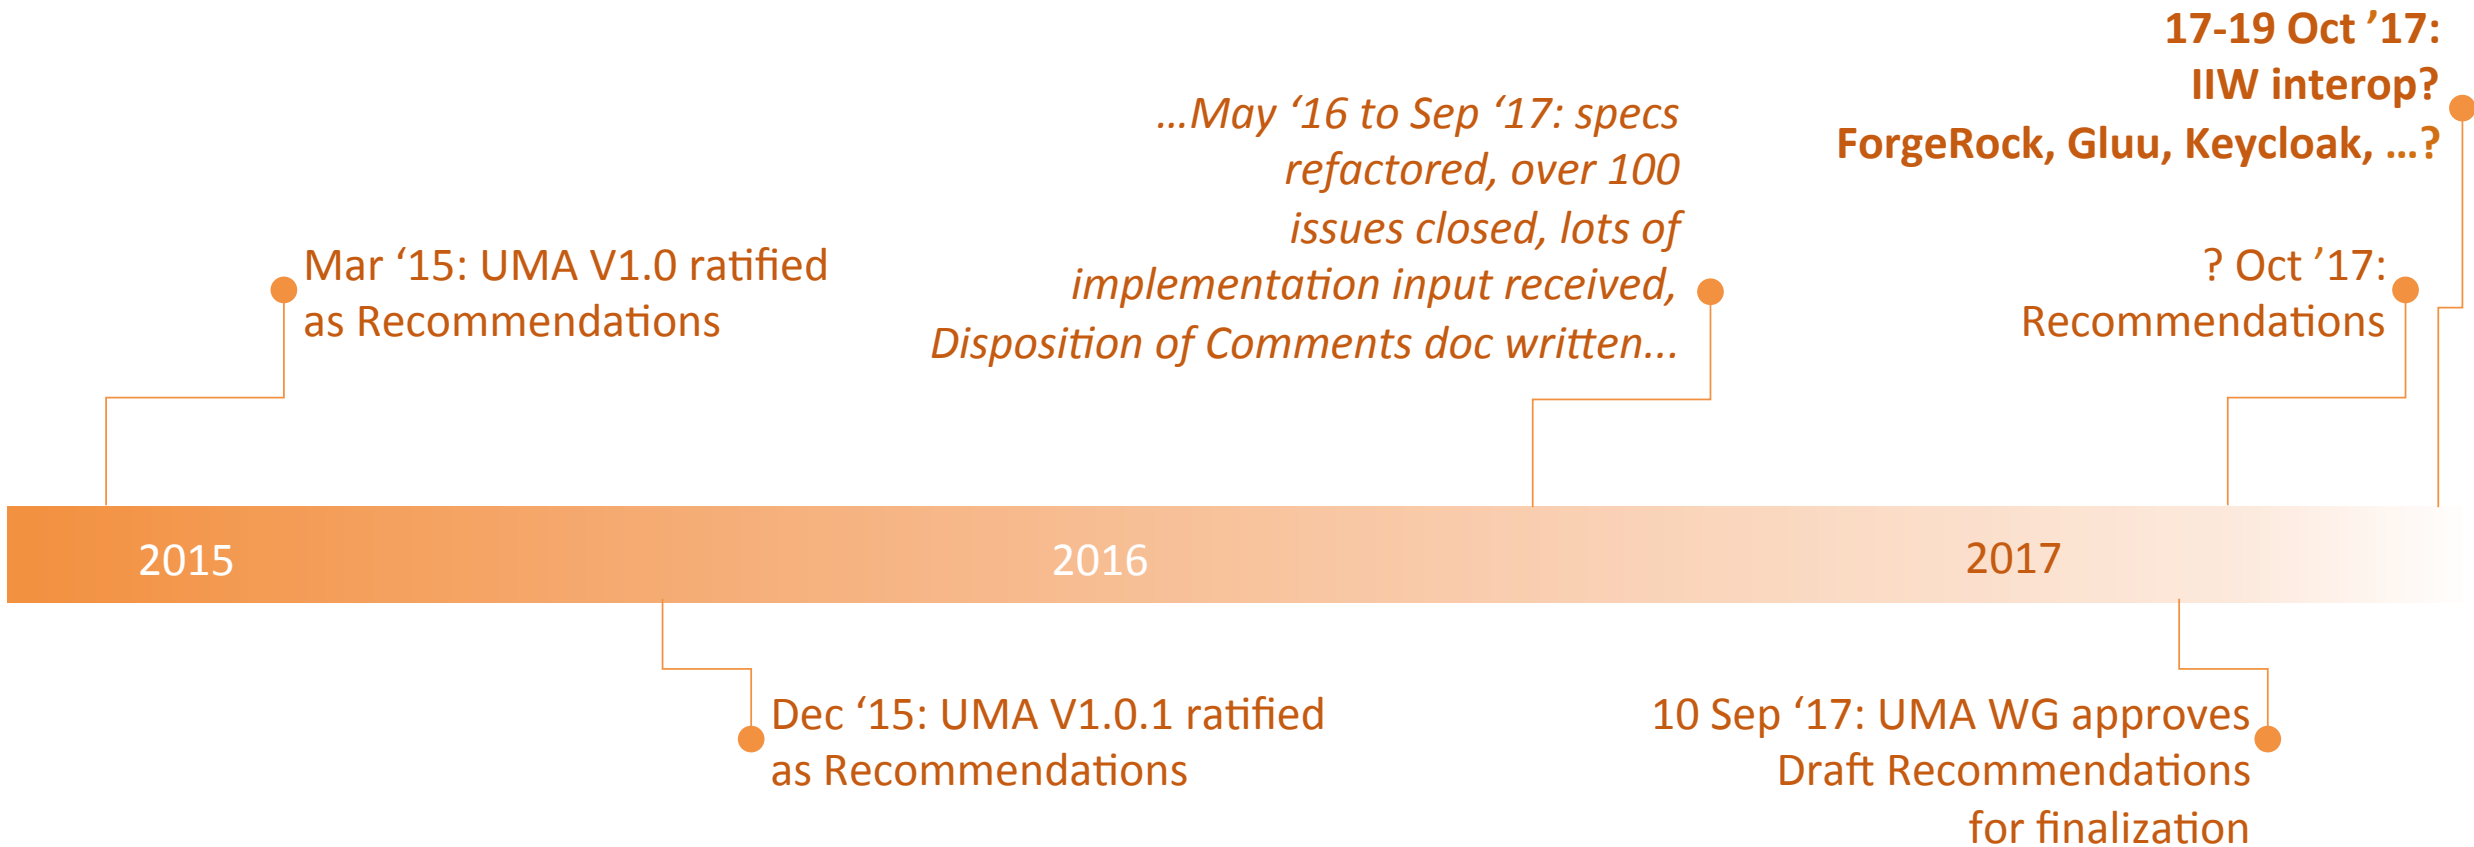 17-19 Oct ’17:
IIW interop?
ForgeRock, Gluu, Keycloak, ...?
...May ‘16 to Sep ‘17: specs
refactored, over 100
issues closed, lots of
implementation input received,
Disposition of Comments doc written...
Mar ‘15: UMA V1.0 ratified
as Recommendations
? Oct ’17:
Recommendations
2015
2016
2017
Dec ‘15: UMA V1.0.1 ratified
as Recommendations
10 Sep ‘17: UMA WG approves
Draft Recommendations
for finalization